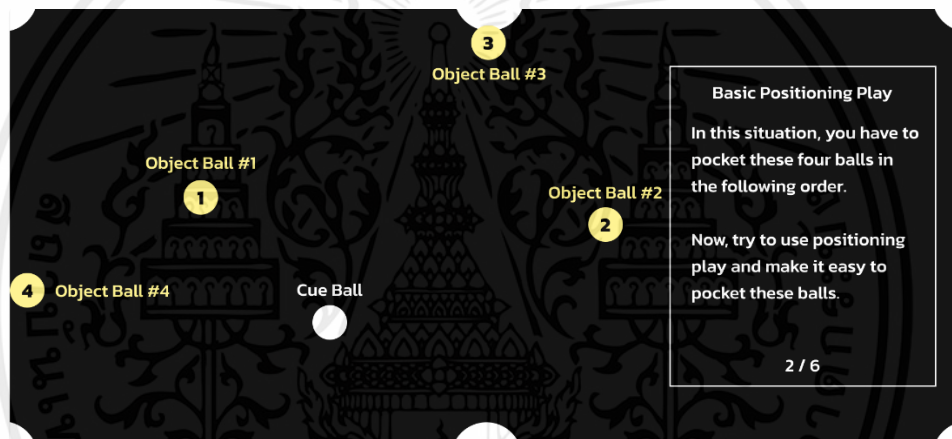 3
Object Ball #3
Basic Positioning Play
In this situation, you have to
pocket these four balls in
the following order.
Now, try to use positioning
play and make it easy to
pocket these balls.
2 / 6
Object Ball #1
1
Object Ball #2
2
4
Object Ball #4
Cue Ball